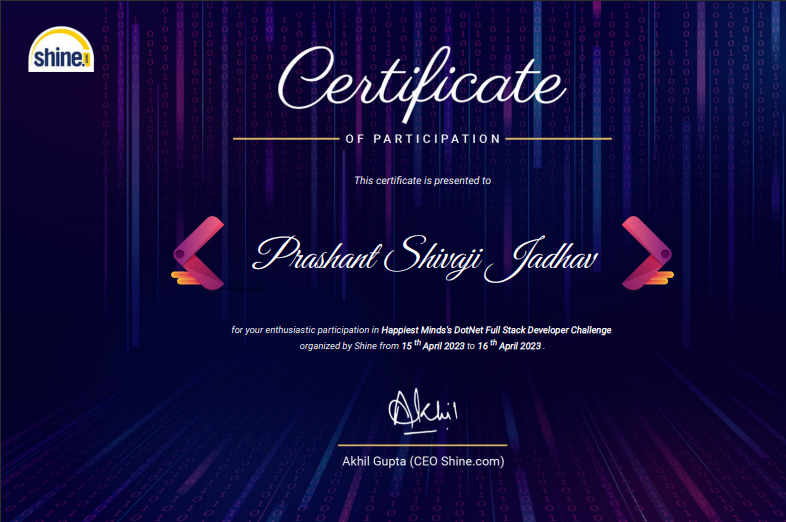 shine.com
Certificate
OF PARTICIPATION
This certificate is presented to
Prashant Shivaji Jadhav
for your enthusiastic participation in Happiest Minds's DotNet Full Stack Developer Challenge
organized by Shine from 15 th April 2023 to 16 th April 2023 .
Akhil
Akhil Gupta (CEO Shine.com)